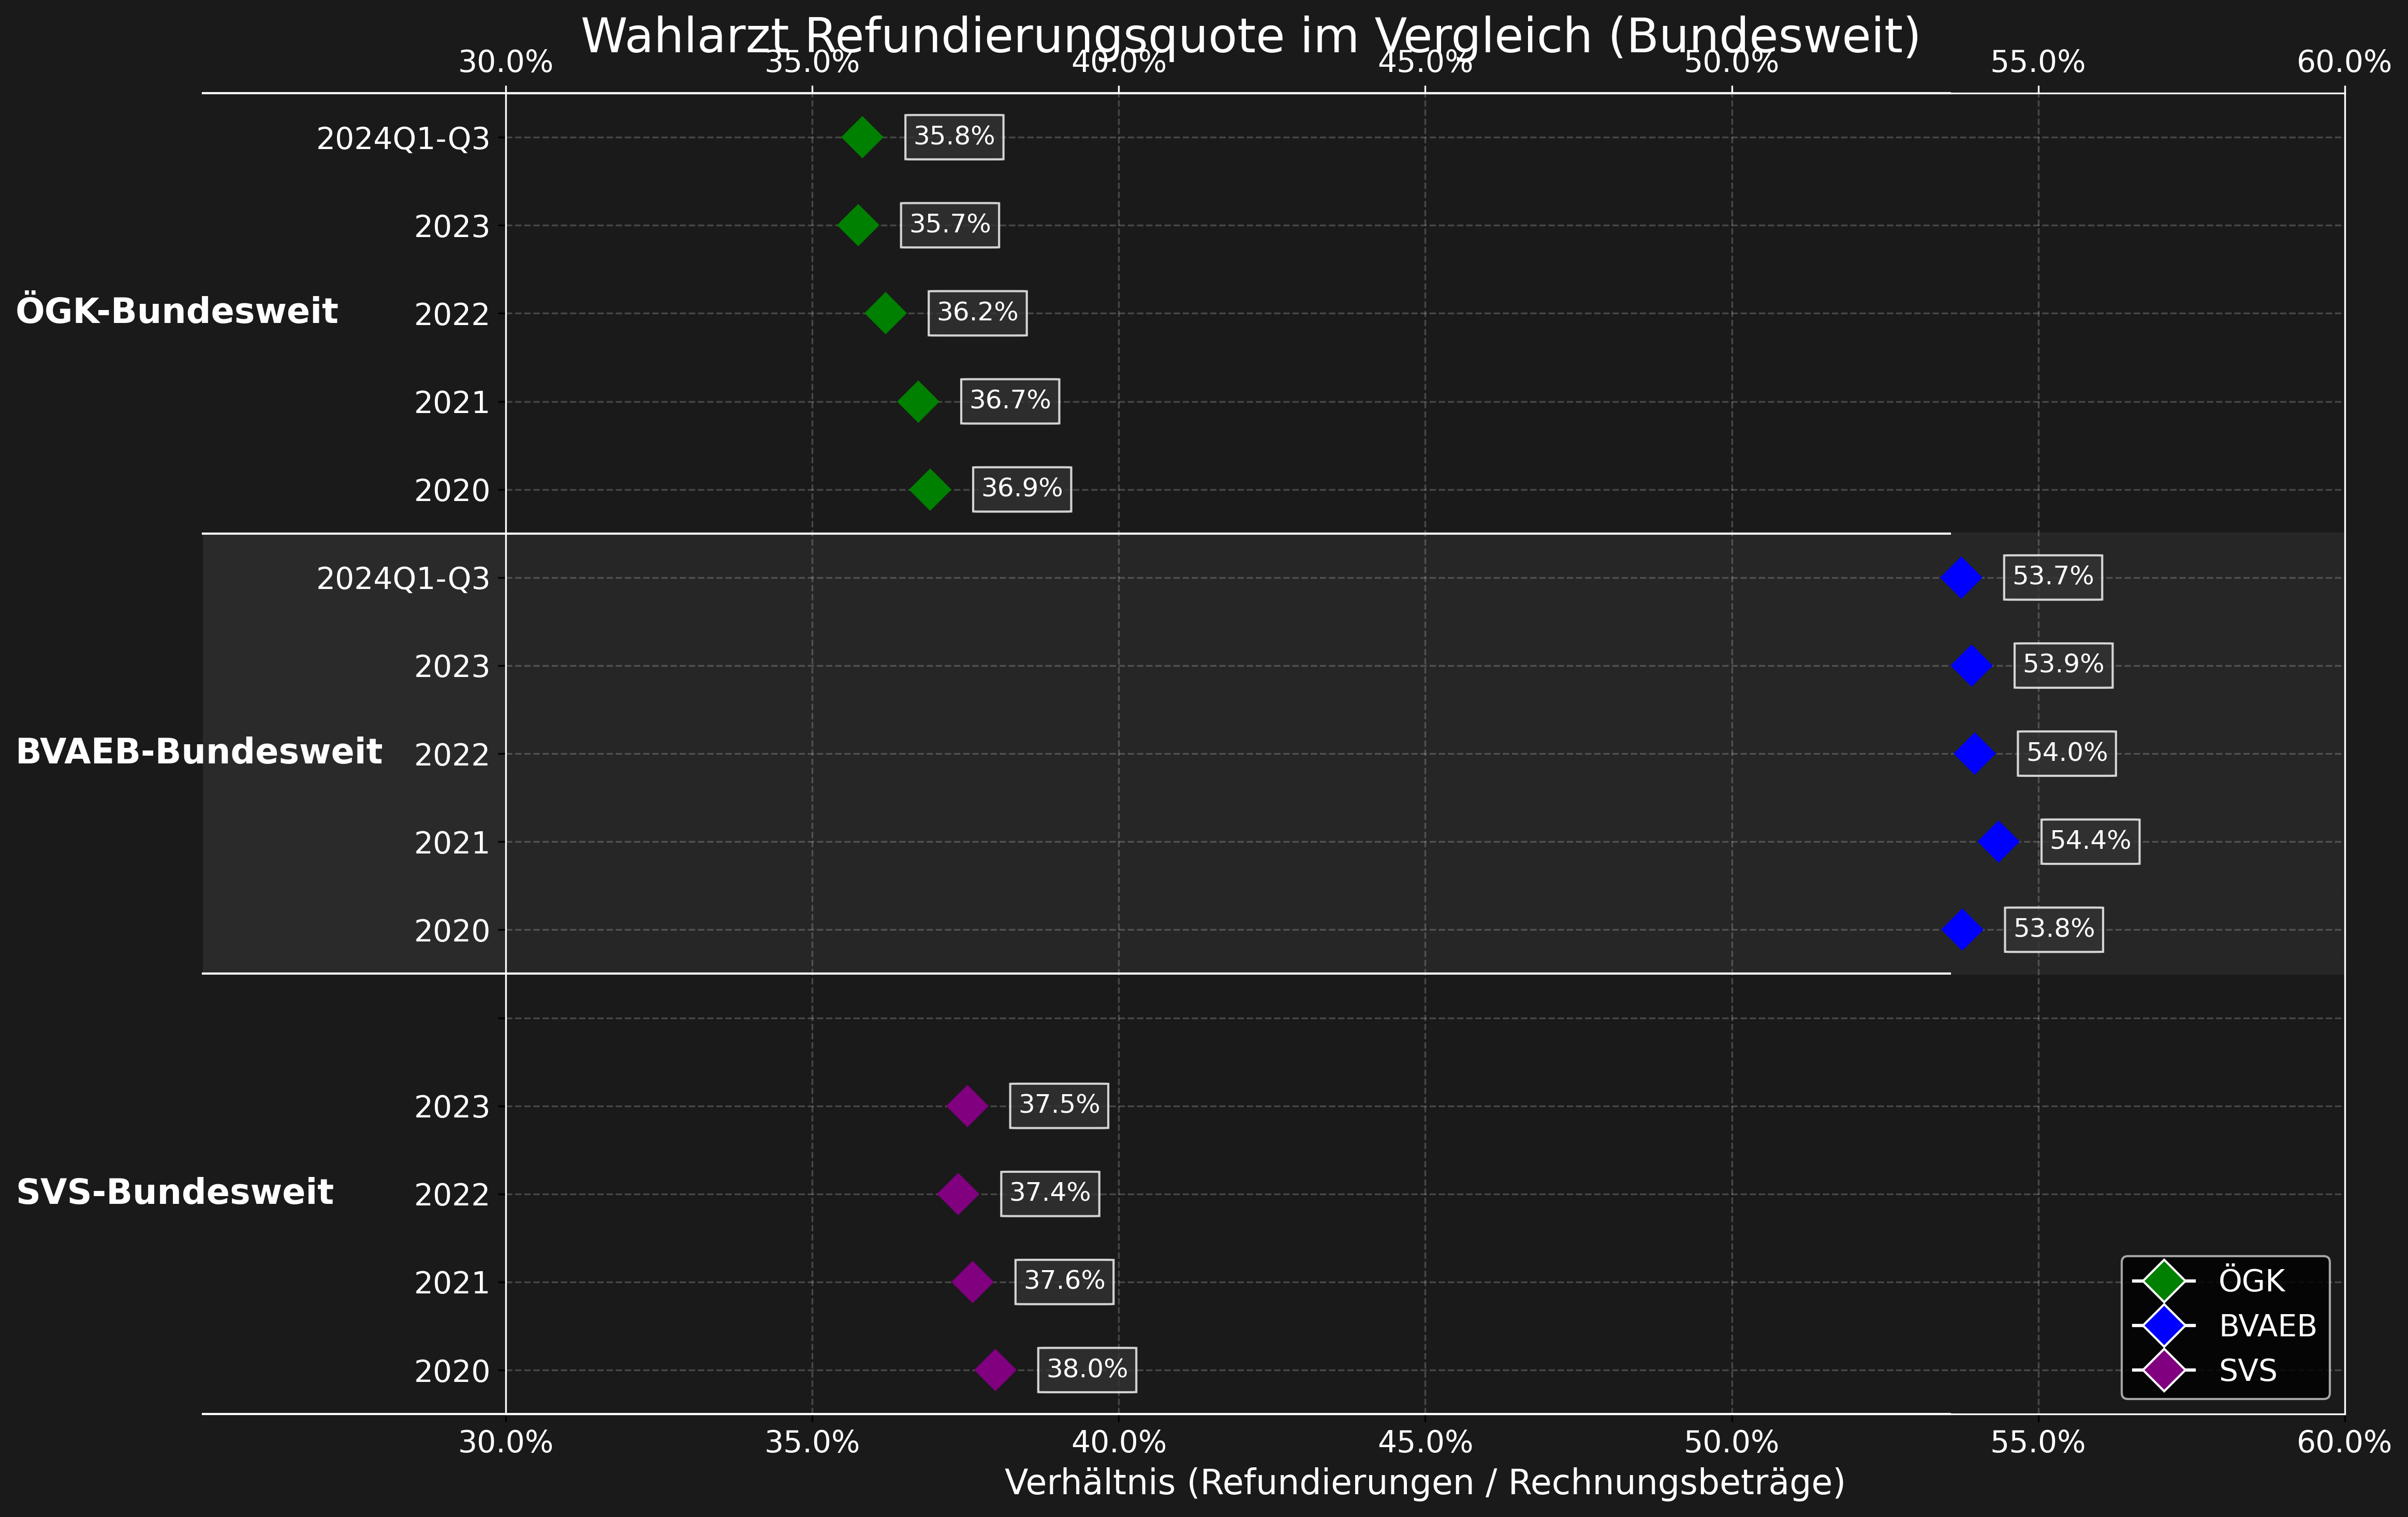 Wahlarzt Refundierungsquote im Vergleich (Bundesweit)
30.0% 35.0% 40.0% 45.0% 50.0% 55.0% 60.0%
ÖGK-Bundesweit
2024Q1-Q3 35.8%
2023 35.7%
2022 36.2%
2021 36.7%
2020 36.9%
BVAEB-Bundesweit
2024Q1-Q3 53.7%
2023 53.9%
2022 54.0%
2021 54.4%
2020 53.8%
SVS-Bundesweit
2023 37.5%
2022 37.4%
2021 37.6%
2020 38.0%
ÖGK
BVAEB
SVS
30.0% 35.0% 40.0% 45.0% 50.0% 55.0% 60.0%
Verhältnis (Refundierungen / Rechnungsbeträge)